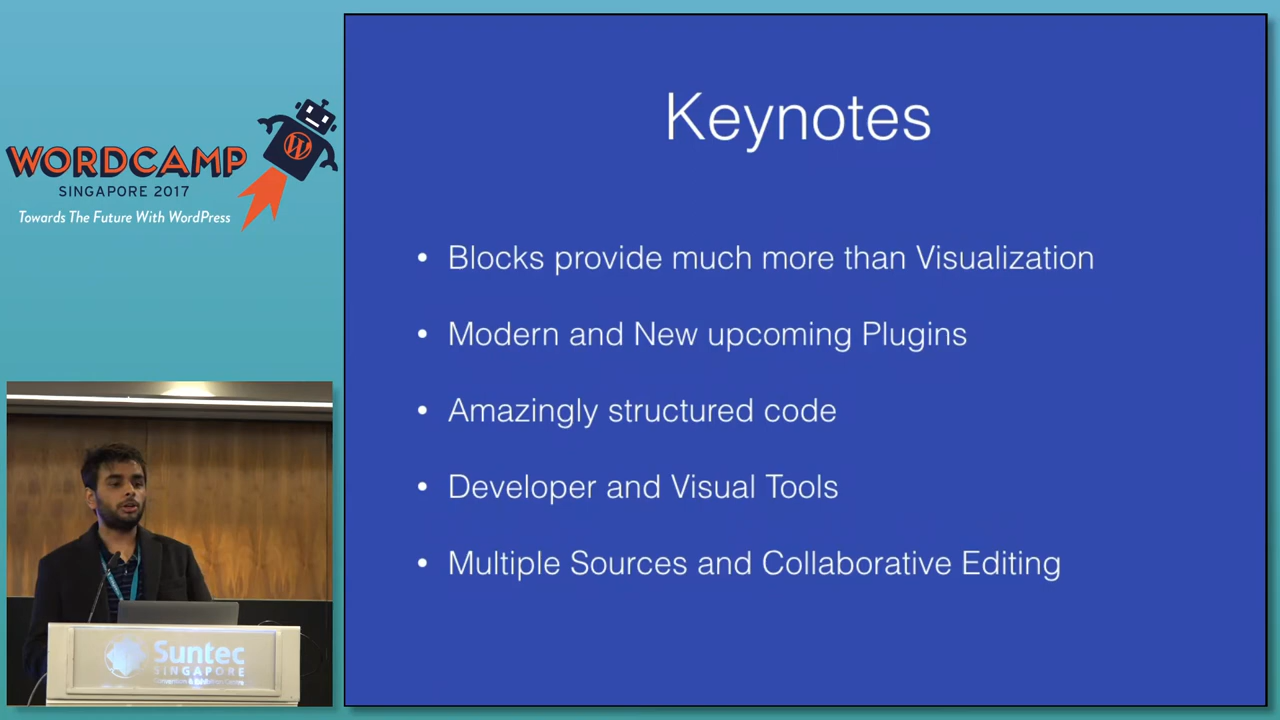 WORDCAMP
SINGAPORE 2017
Towards The Future With WordPress
Keynotes
• Blocks provide much more than Visualization
• Modern and New upcoming Plugins
• Amazingly structured code
• Developer and Visual Tools
• Multiple Sources and Collaborative Editing
Suntec
SINGAPORE